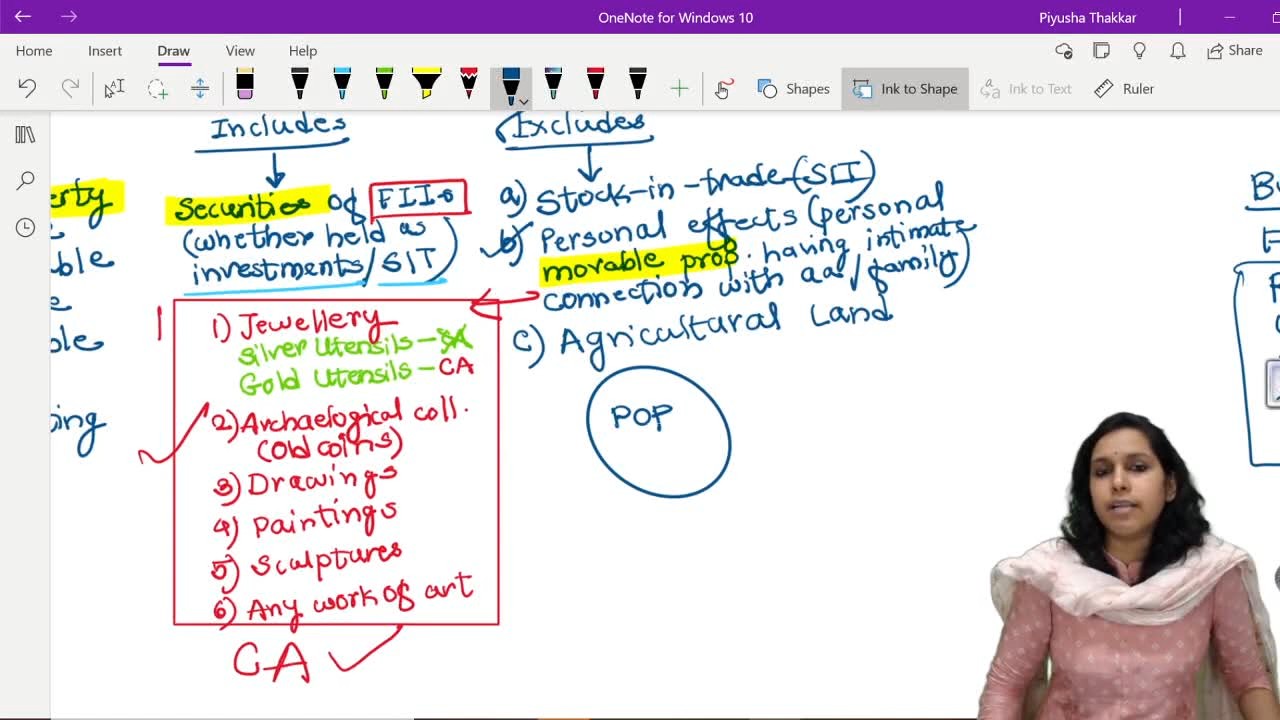 OneNote for Windows 10
Piyusha Thakkar
Home Insert Draw View Help
Share
Shapes
Ink to Shape
Ink to Text
Ruler
Includes
Securities of FIIs
(whether held as
investments/SIT)
1) Jewellery
Silver Utensils -
Gold Utensils - CA
2) Archaelogical coll.
(old coins)
3) Drawings
4) Paintings
5) Sculptures
6) Any work of art
CA
Excludes
a) Stock-in-trade (SIT)
b) Personal effects (personal
movable prop. having intimate
connection with aa/family)
c) Agricultural Land
POP
erty
ble
ble
ing